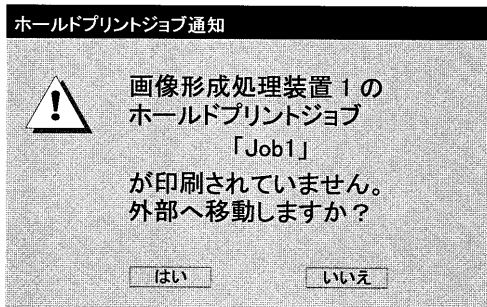 ホールドプリントジョブ通知
画像形成処理装置1の
ホールドプリントジョブ
「Job1」
が印刷されていません。
外部へ移動しますか?
はい
いいえ